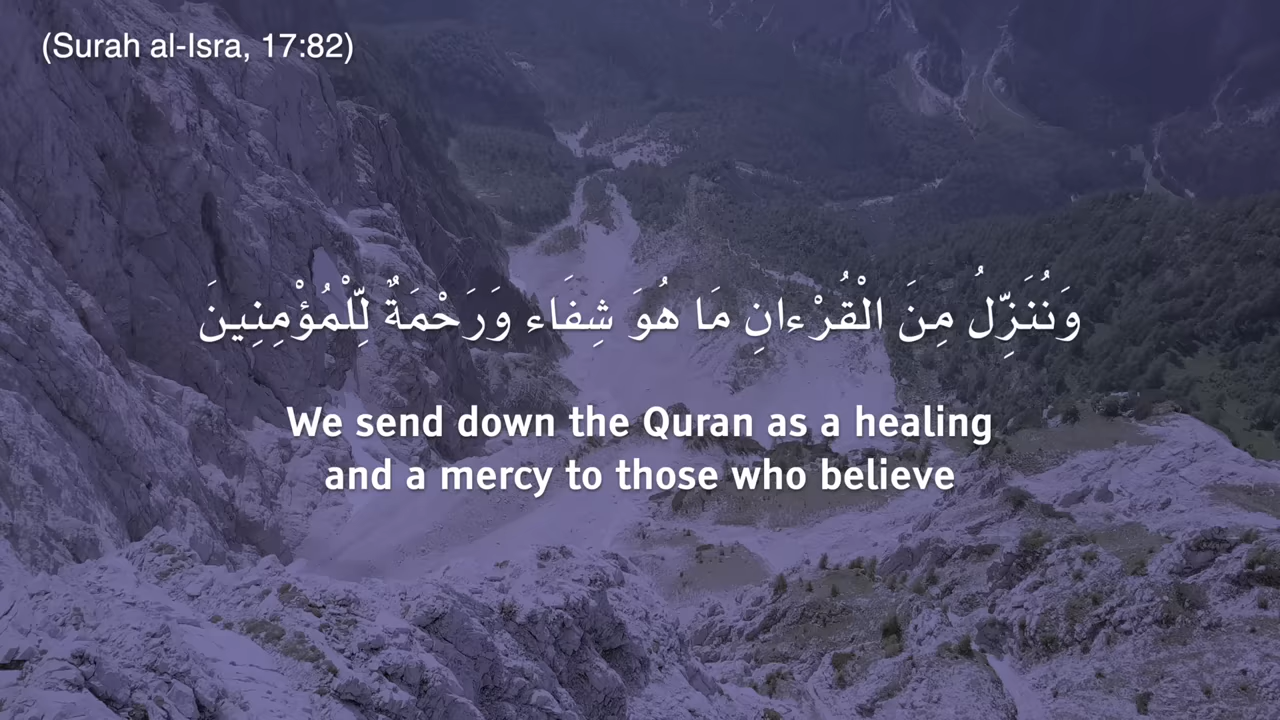 (Surah al-Isra, 17:82)
وَنُنَزِّلُ مِنَ الْقُرْءانِ مَا هُوَ شِفَاء وَرَحْمَةٌ لِّلْمُؤْمِنِينَ
We send down the Quran as a healing
and a mercy to those who believe